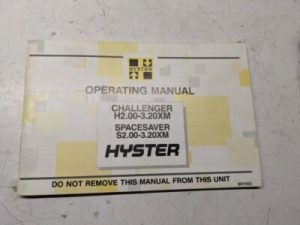 HYSTER
OPERATING MANUAL
CHALLENGER
H2.00-3.20XM
SPACESAVER
S2.00-3.20XM
HYSTER
DO NOT REMOVE THIS MANUAL FROM THIS UNIT